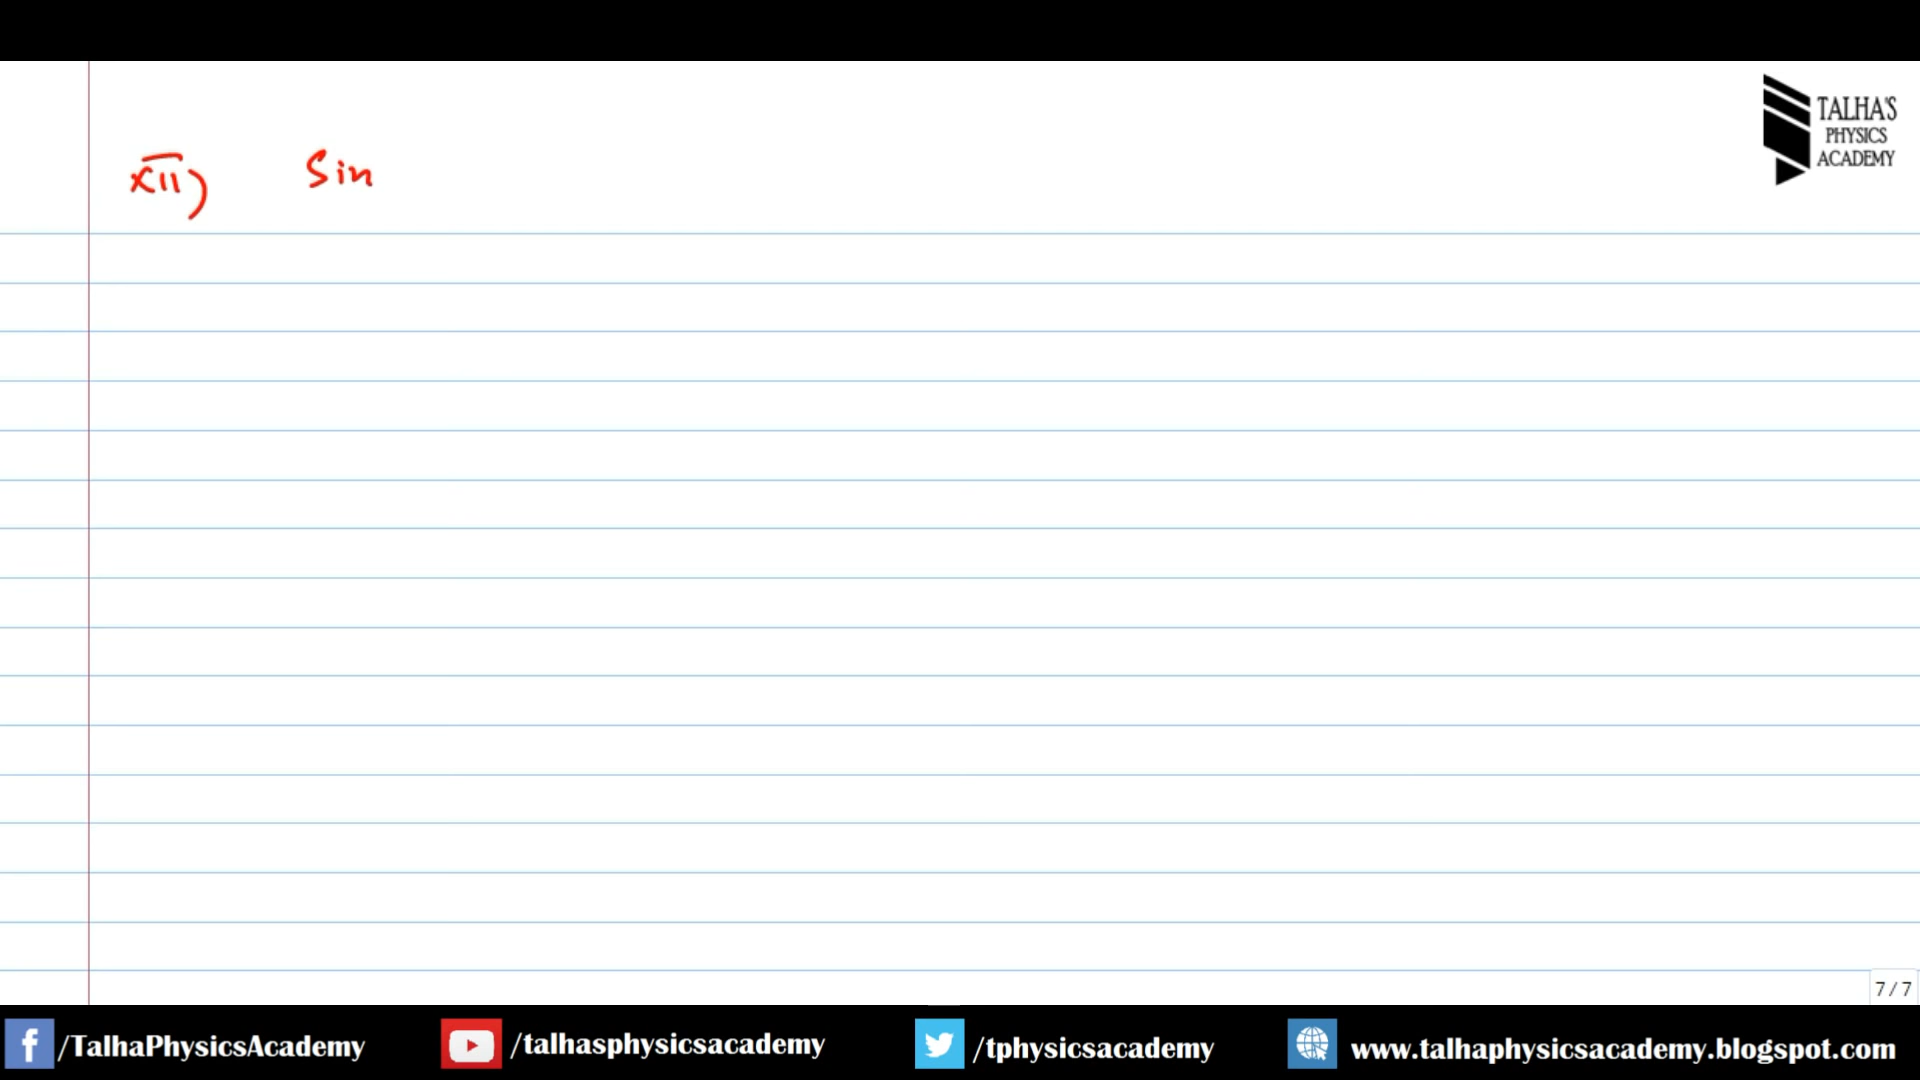 TALHA'S
PHYSICS
ACADEMY
xii) Sin
7/7
/TalhaPhysicsAcademy /talhasphysicsacademy /tphysicsacademy www.talhaphysicsacademy.blogspot.com